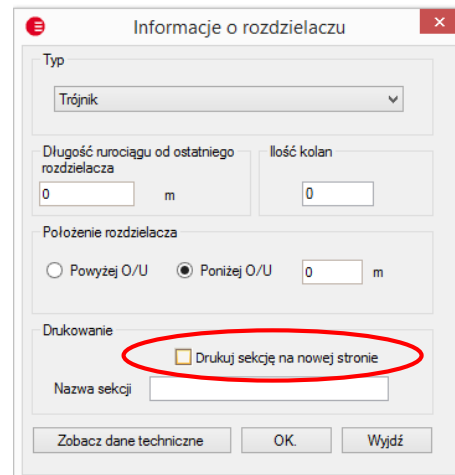 Informacje o rozdzielaczu
Typ
Trójnik
Długość rurociągu od ostatniego rozdzielacza
Ilość kolan
0 m
0
Położenie rozdzielacza
Powyżej O/U Poniżej O/U 0 m
Drukowanie
Drukuj sekcję na nowej stronie
Nazwa sekcji
Zobacz dane techniczne OK. Wyjdź